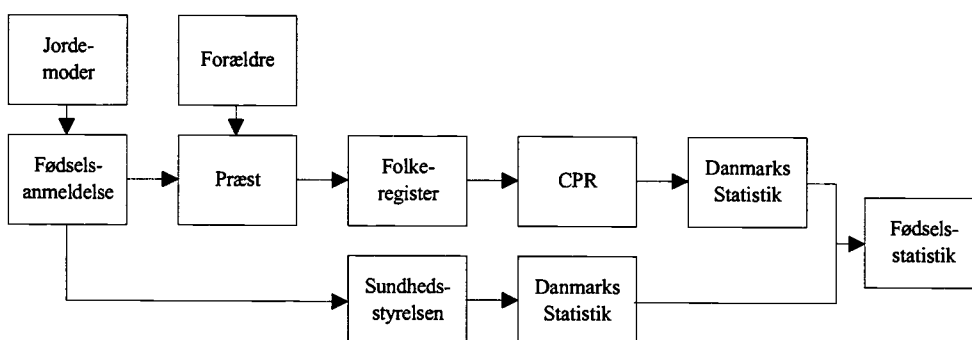 Jorde-
moder
Forældre
Fødsels-
anmeldelse
Præst
Folke-
register
CPR
Danmarks
Statistik
Fødsels-
statistik
Sundheds-
styrelsen
Danmarks
Statistik